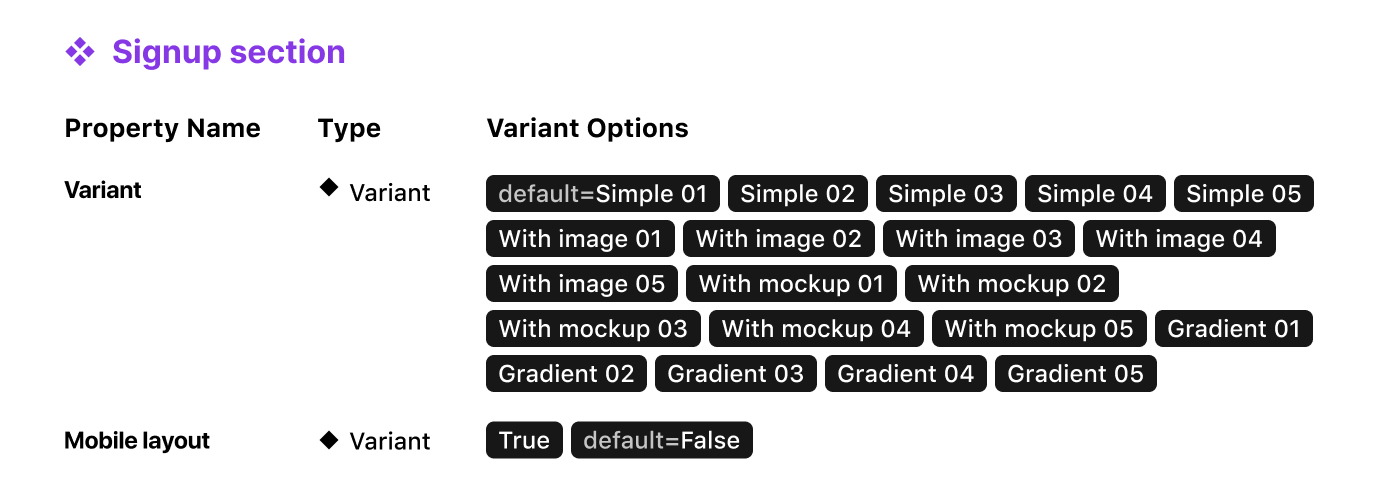 Signup section
Property Name Type Variant Options
Variant Variant default=Simple 01 Simple 02 Simple 03 Simple 04 Simple 05
With image 01 With image 02 With image 03 With image 04
With image 05 With mockup 01 With mockup 02
With mockup 03 With mockup 04 With mockup 05 Gradient 01
Gradient 02 Gradient 03 Gradient 04 Gradient 05
Mobile layout Variant True default=False